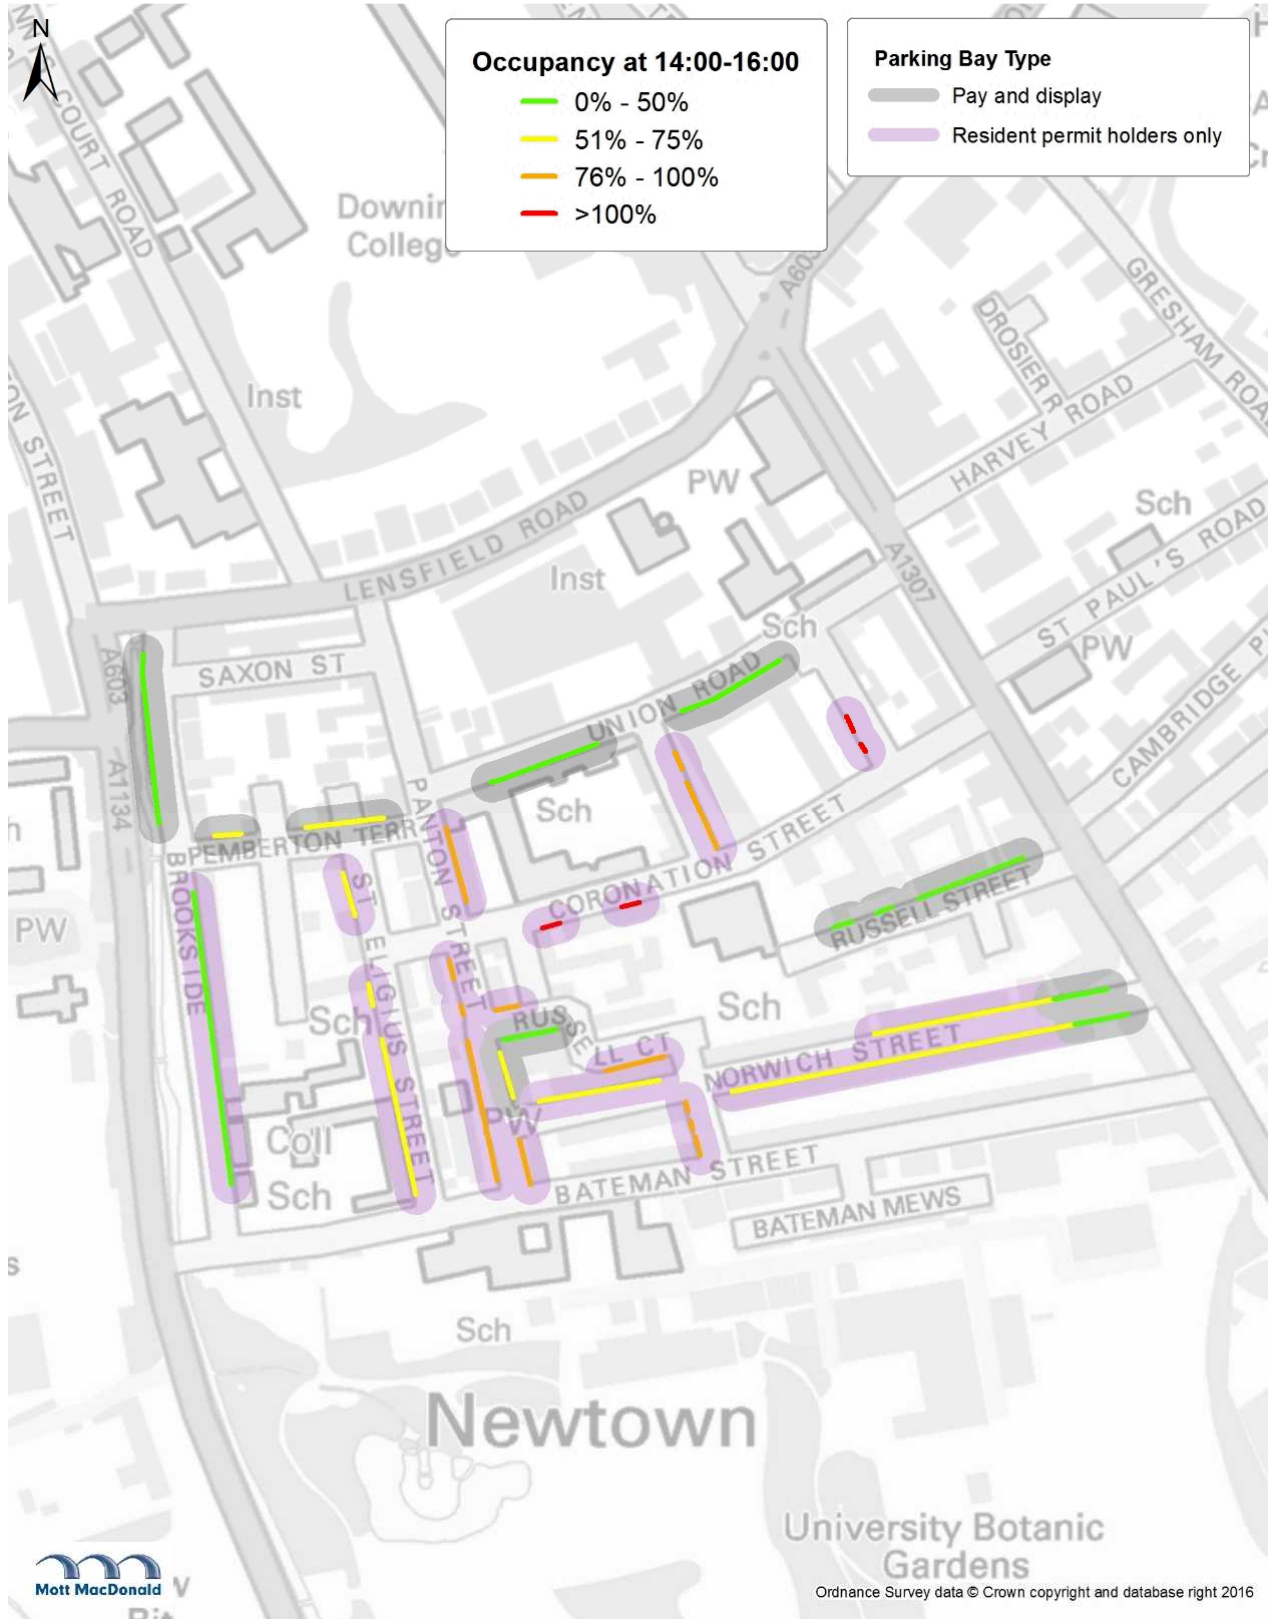 N
Occupancy at 14:00-16:00
0% - 50%
51% - 75%
76% - 100%
>100%
Parking Bay Type
Pay and display
Resident permit holders only
COURT ROAD
Downin
College
A603
GRESHAM ROA
DROSIER R
HARVEY ROAD
Inst
ON STREET
PW
LENSFIELD ROAD
Inst
A1307
Sch
ST PAUL'S ROAD
PW
Sch
CAMBRIDGE P
A603
SAXON ST
UNION ROAD
A1134
PANTON STREET
Sch
PEMBERTON TERR
BROOKSIDE
ST ELIGIUS STREET
CORONATION STREET
RUSSELL STREET
PW
Sch
RUSSELL CT
Sch
NORWICH STREET
PW
Coll
Sch
BATEMAN STREET
BATEMAN MEWS
Sch
Newtown
University Botanic
Gardens
Mott MacDonald
Ordnance Survey data © Crown copyright and database right 2016